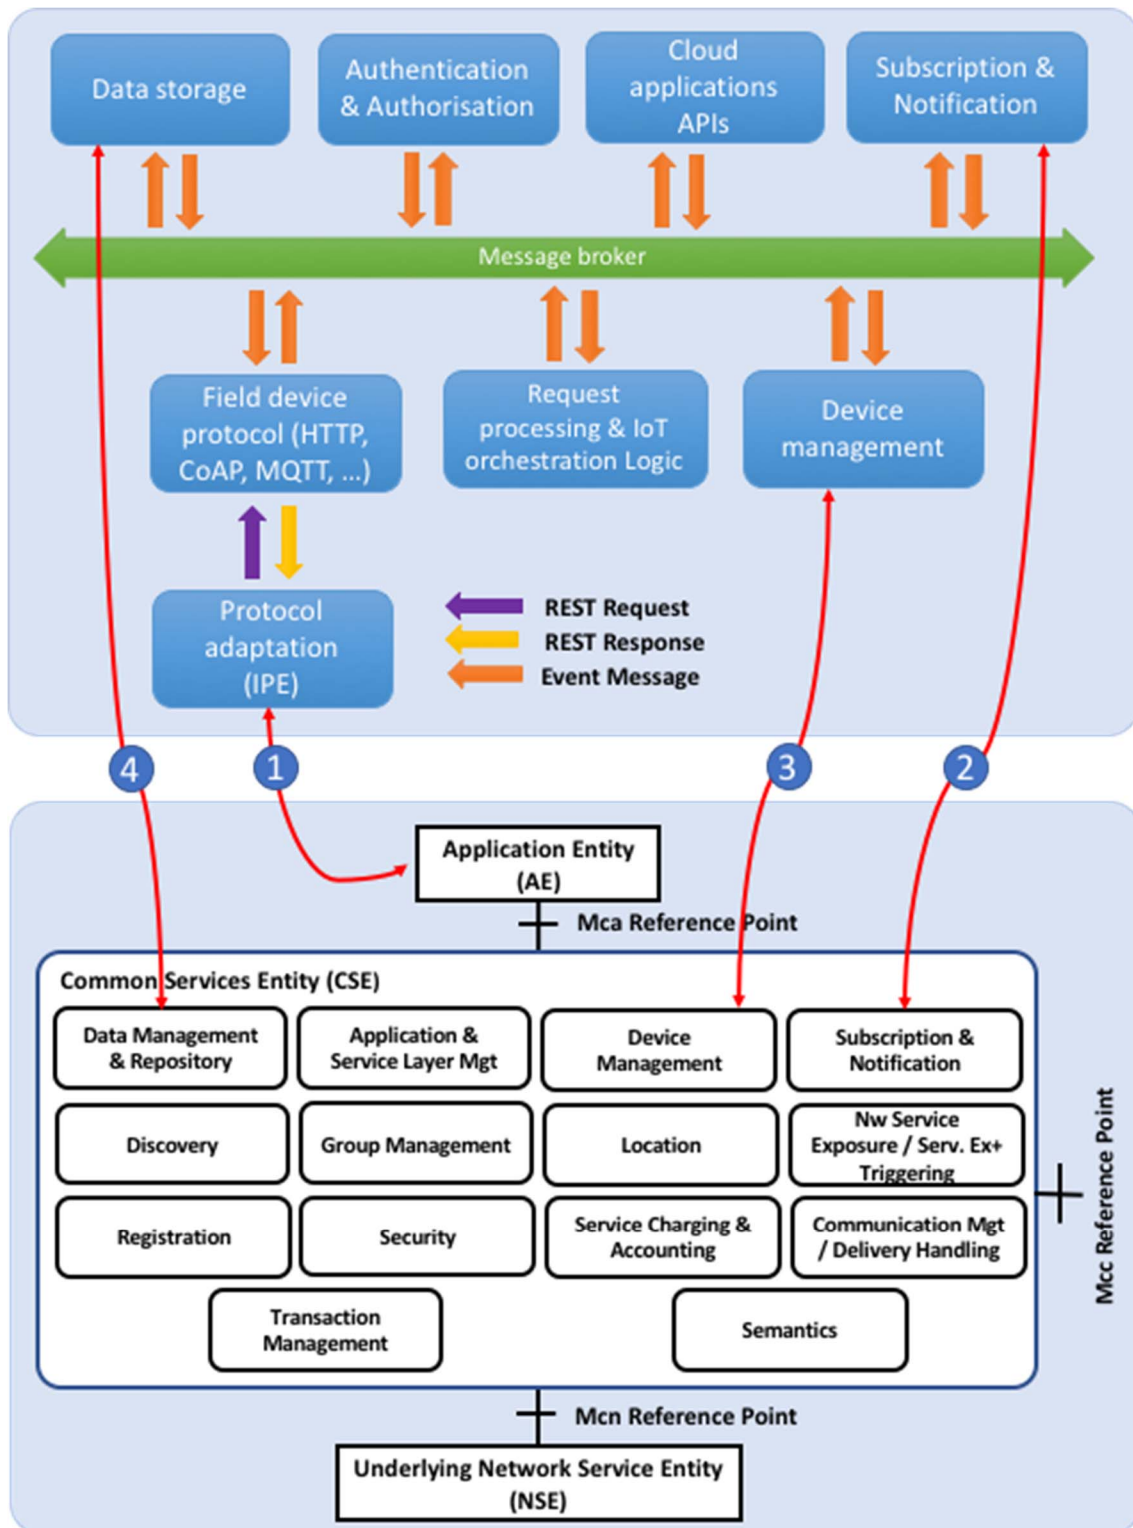 Data storage
Authentication
& Authorisation
Cloud
applications
APIs
Subscription &
Notification
Message broker
Field device
protocol (HTTP,
CoAP, MQTT, ...)
Request
processing & IoT
orchestration Logic
Device
management
Protocol
adaptation
(IPE)
REST Request
REST Response
Event Message
4
1
3
2
Application Entity
(AE)
Mca Reference Point
Common Services Entity (CSE)
Data Management
& Repository
Application &
Service Layer Mgt
Device
Management
Subscription &
Notification
Discovery
Group Management
Location
Nw Service
Exposure / Serv. Ex+
Triggering
Registration
Security
Service Charging &
Accounting
Communication Mgt
/ Delivery Handling
Transaction
Management
Semantics
Mcc Reference Point
Mcn Reference Point
Underlying Network Service Entity
(NSE)